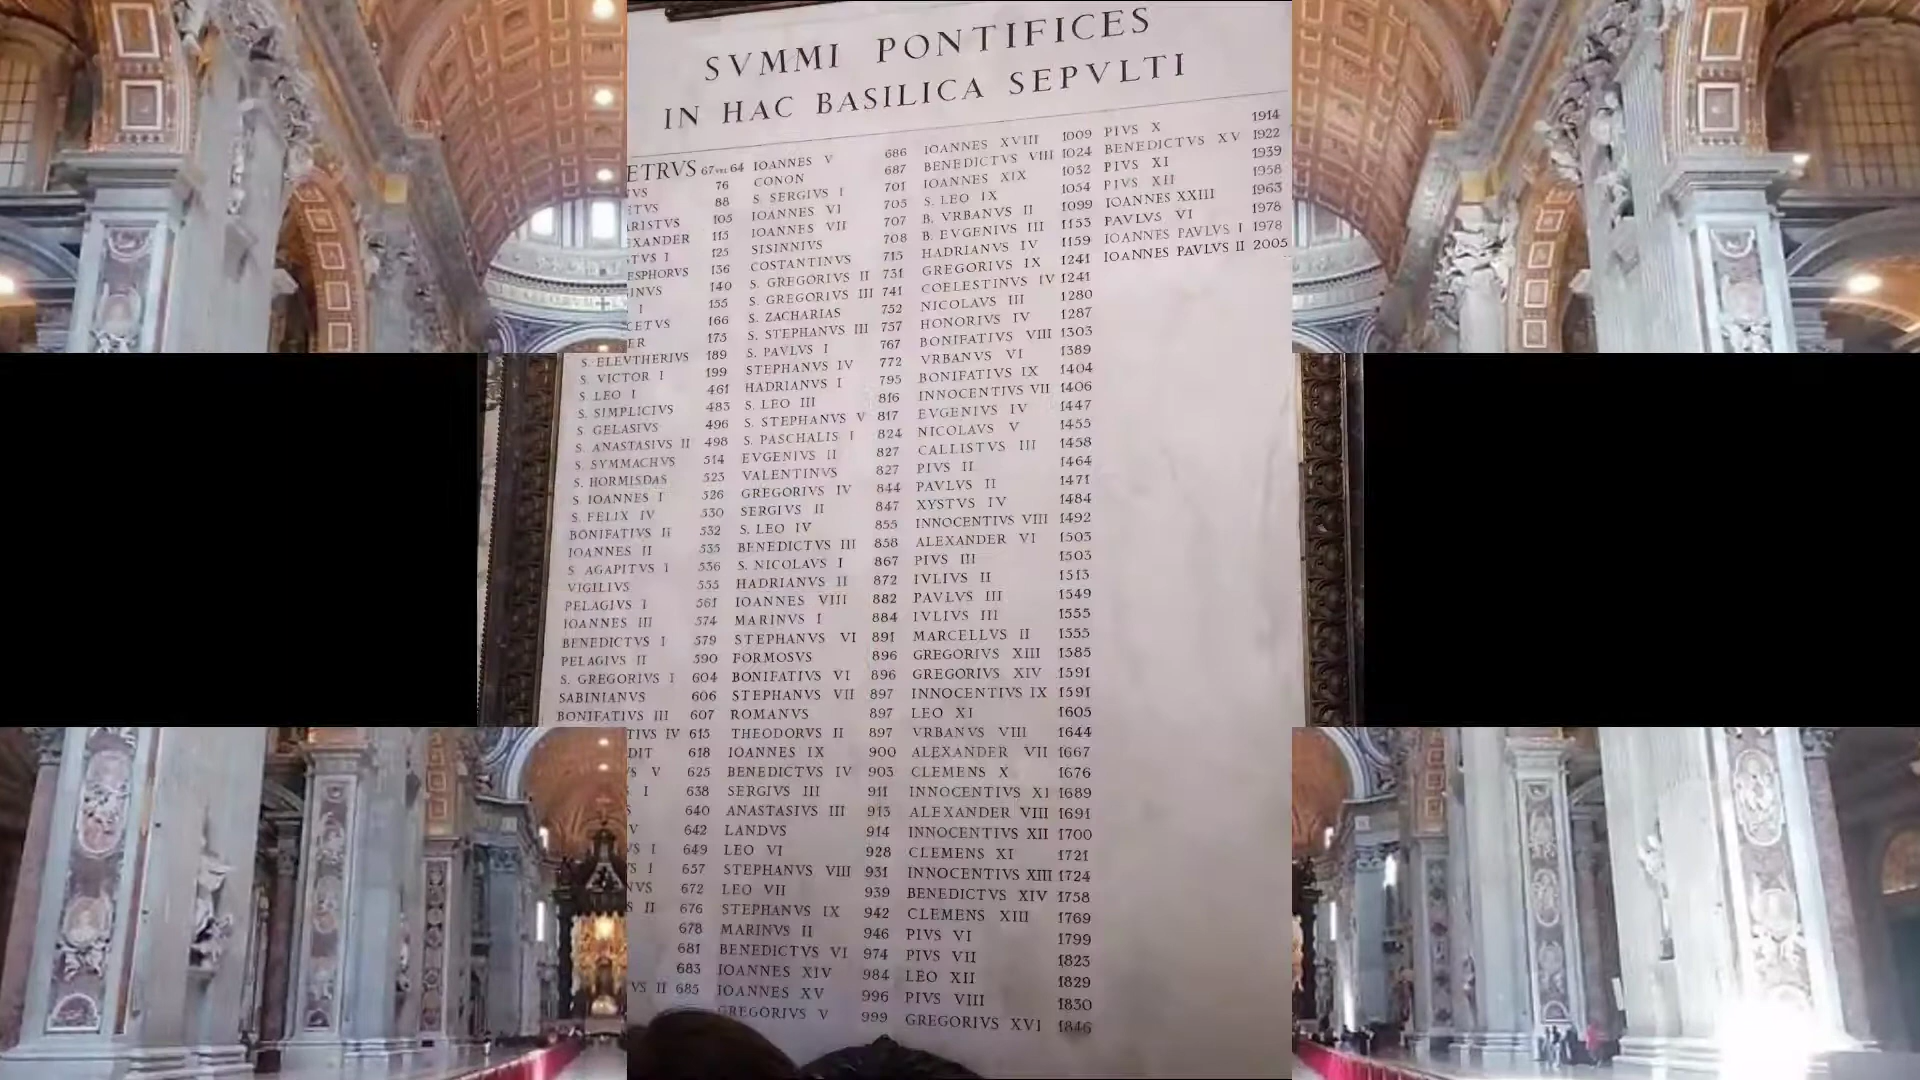 SVMMI PONTIFICES
IN HAC BASILICA SEPVLTI
ETRVS 67 VEL 64
VS 76
ETVS 88
ARISTVS 105
EXANDER 115
TVS I 125
ESPHORVS 136
INVS 140
I 155
CETVS 166
ER 175
S. ELEVTHERIVS 189
S. VICTOR I 199
S. LEO I 461
S. SIMPLICIVS 483
S. GELASIVS 496
S. ANASTASIVS II 498
S. SYMMACHVS 514
S. HORMISDAS 523
S. IOANNES I 526
S. FELIX IV 530
BONIFATIVS II 532
IOANNES II 535
S. AGAPITVS I 536
VIGILIVS 555
PELAGIVS I 561
IOANNES III 574
BENEDICTVS I 579
PELAGIVS II 590
S. GREGORIVS I 604
SABINIANVS 606
BONIFATIVS III 607
TIVS IV 615
DIT 618
S V 625
I 638
S 640
V 642
VS I 649
S I 657
NVS 672
S II 676
678
681
683
VS II 685
IOANNES V 686
CONON 687
S. SERGIVS I 701
IOANNES VI 705
IOANNES VII 707
SISINNIVS 708
COSTANTINVS 715
S. GREGORIVS II 731
S. GREGORIVS III 741
S. ZACHARIAS 752
S. STEPHANVS III 757
S. PAVLVS I 767
STEPHANVS IV 772
HADRIANVS I 795
S. LEO III 816
S. STEPHANVS V 817
S. PASCHALIS I 824
EVGENIVS II 827
VALENTINVS 827
GREGORIVS IV 844
SERGIVS II 847
S. LEO IV 855
BENEDICTVS III 858
S. NICOLAVS I 867
HADRIANVS II 872
IOANNES VIII 882
MARINVS I 884
STEPHANVS VI 891
FORMOSVS 896
BONIFATIVS VI 896
STEPHANVS VII 897
ROMANVS 897
THEODORVS II 897
IOANNES IX 900
BENEDICTVS IV 903
SERGIVS III 911
ANASTASIVS III 913
LANDVS 914
LEO VI 928
STEPHANVS VIII 931
LEO VII 939
STEPHANVS IX 942
MARINVS II 946
BENEDICTVS VI 974
IOANNES XIV 984
IOANNES XV 996
GREGORIVS V 999
IOANNES XVIII 1009
BENEDICTVS VIII 1024
IOANNES XIX 1032
S. LEO IX 1054
B. VRBANVS II 1099
B. EVGENIVS III 1153
HADRIANVS IV 1159
GREGORIVS IX 1241
COELESTINVS IV 1241
NICOLAVS III 1280
HONORIVS IV 1287
BONIFATIVS VIII 1303
VRBANVS VI 1389
BONIFATIVS IX 1404
INNOCENTIVS VII 1406
EVGENIVS IV 1447
NICOLAVS V 1455
CALLISTVS III 1458
PIVS II 1464
PAVLVS II 1471
XYSTVS IV 1484
INNOCENTIVS VIII 1492
ALEXANDER VI 1503
PIVS III 1503
IVLIVS II 1513
PAVLVS III 1549
IVLIVS III 1555
MARCELLVS II 1555
GREGORIVS XIII 1585
GREGORIVS XIV 1591
INNOCENTIVS IX 1591
LEO XI 1605
VRBANVS VIII 1644
ALEXANDER VII 1667
CLEMENS X 1676
INNOCENTIVS XI 1689
ALEXANDER VIII 1691
INNOCENTIVS XII 1700
CLEMENS XI 1721
INNOCENTIVS XIII 1724
BENEDICTVS XIV 1758
CLEMENS XIII 1769
PIVS VI 1799
PIVS VII 1823
LEO XII 1829
PIVS VIII 1830
GREGORIVS XVI 1846
PIVS X 1914
BENEDICTVS XV 1922
PIVS XI 1939
PIVS XII 1958
IOANNES XXIII 1963
PAVLVS VI 1978
IOANNES PAVLVS I 1978
IOANNES PAVLVS II 2005